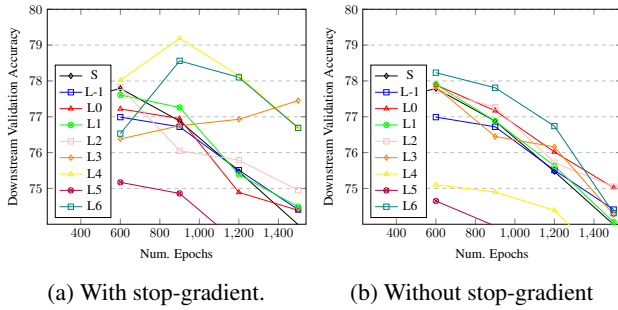 80
79
78
77
76
75
Downstream Validation Accuracy
S
L-1
L0
L1
L2
L3
L4
L5
L6
400 600 800 1,000 1,200 1,400
Num. Epochs
(a) With stop-gradient.
80
79
78
77
76
75
Downstream Validation Accuracy
S
L-1
L0
L1
L2
L3
L4
L5
L6
400 600 800 1,000 1,200 1,400
Num. Epochs
(b) Without stop-gradient